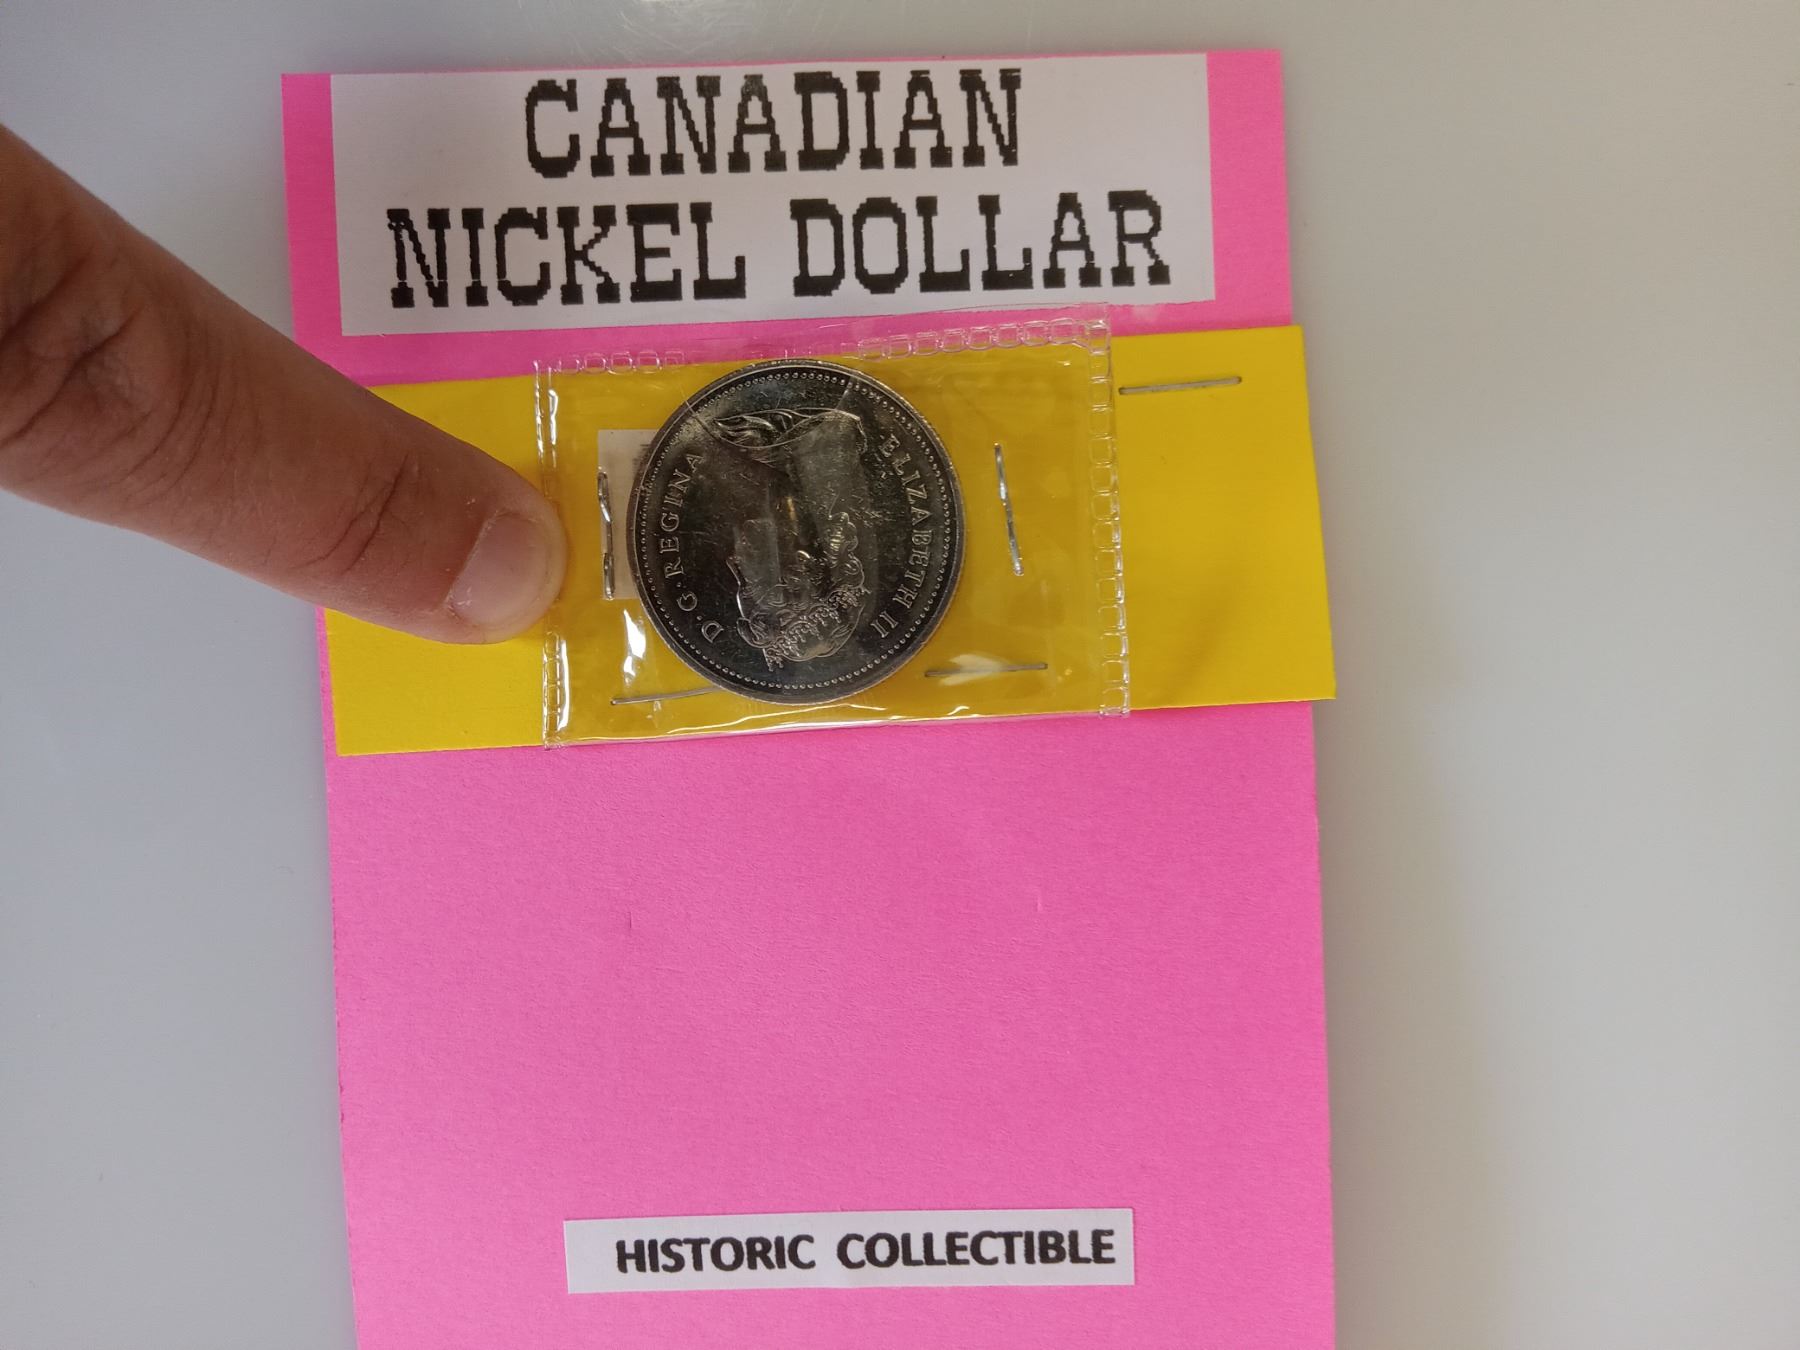 CANADIAN
NICKEL DOLLAR
ELIZABETH II
D·G·REGINA
HISTORIC COLLECTIBLE